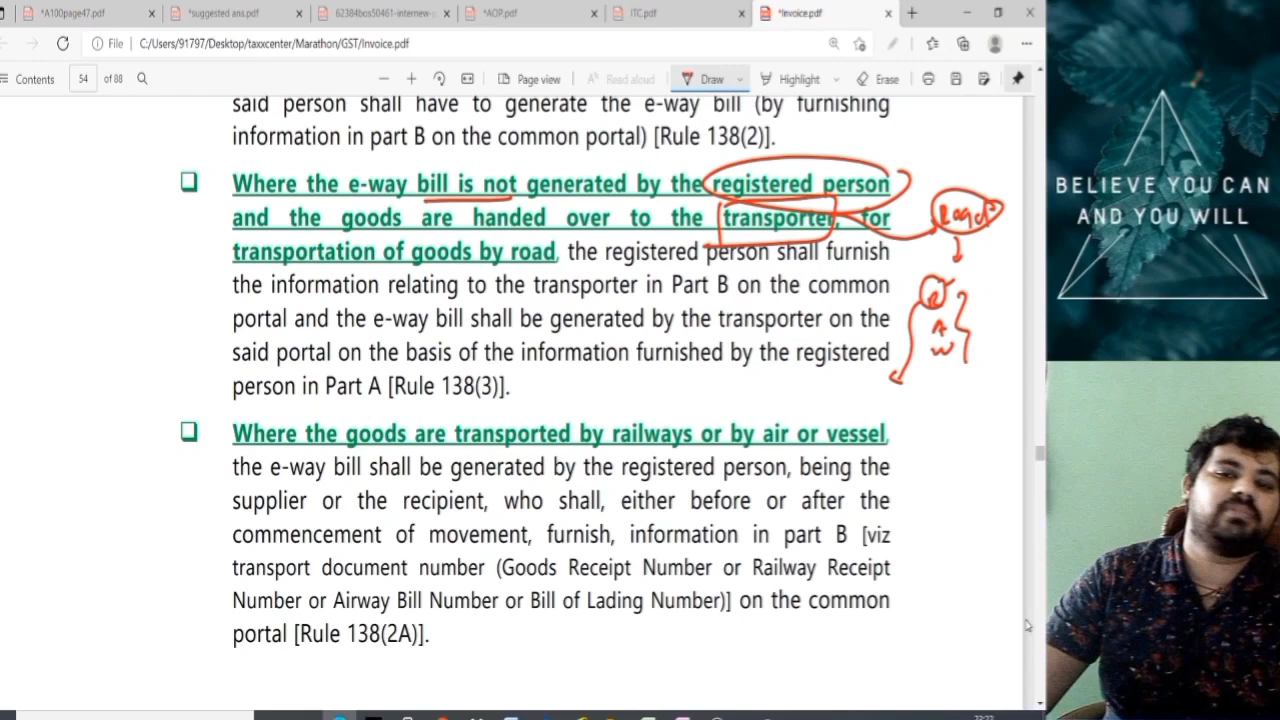 *A100page47.pdf
*suggested ans.pdf
62384bos50461-internew-p
*AOP.pdf
ITC.pdf
*Invoice.pdf
File
C:/Users/91797/Desktop/taxxcenter/Marathon/GST/Invoice.pdf
Contents
54
of 88
Page view
Read aloud
Draw
Highlight
Erase
said person shall have to generate the e-way bill (by furnishing
information in part B on the common portal) [Rule 138(2)].
Where the e-way bill is not generated by the registered person
and the goods are handed over to the transporter, for
transportation of goods by road, the registered person shall furnish
the information relating to the transporter in Part B on the common
portal and the e-way bill shall be generated by the transporter on the
said portal on the basis of the information furnished by the registered
person in Part A [Rule 138(3)].
Where the goods are transported by railways or by air or vessel,
the e-way bill shall be generated by the registered person, being the
supplier or the recipient, who shall, either before or after the
commencement of movement, furnish, information in part B [viz
transport document number (Goods Receipt Number or Railway Receipt
Number or Airway Bill Number or Bill of Lading Number)] on the common
portal [Rule 138(2A)].
R
A
W
BELIEVE YOU CAN
AND YOU WILL